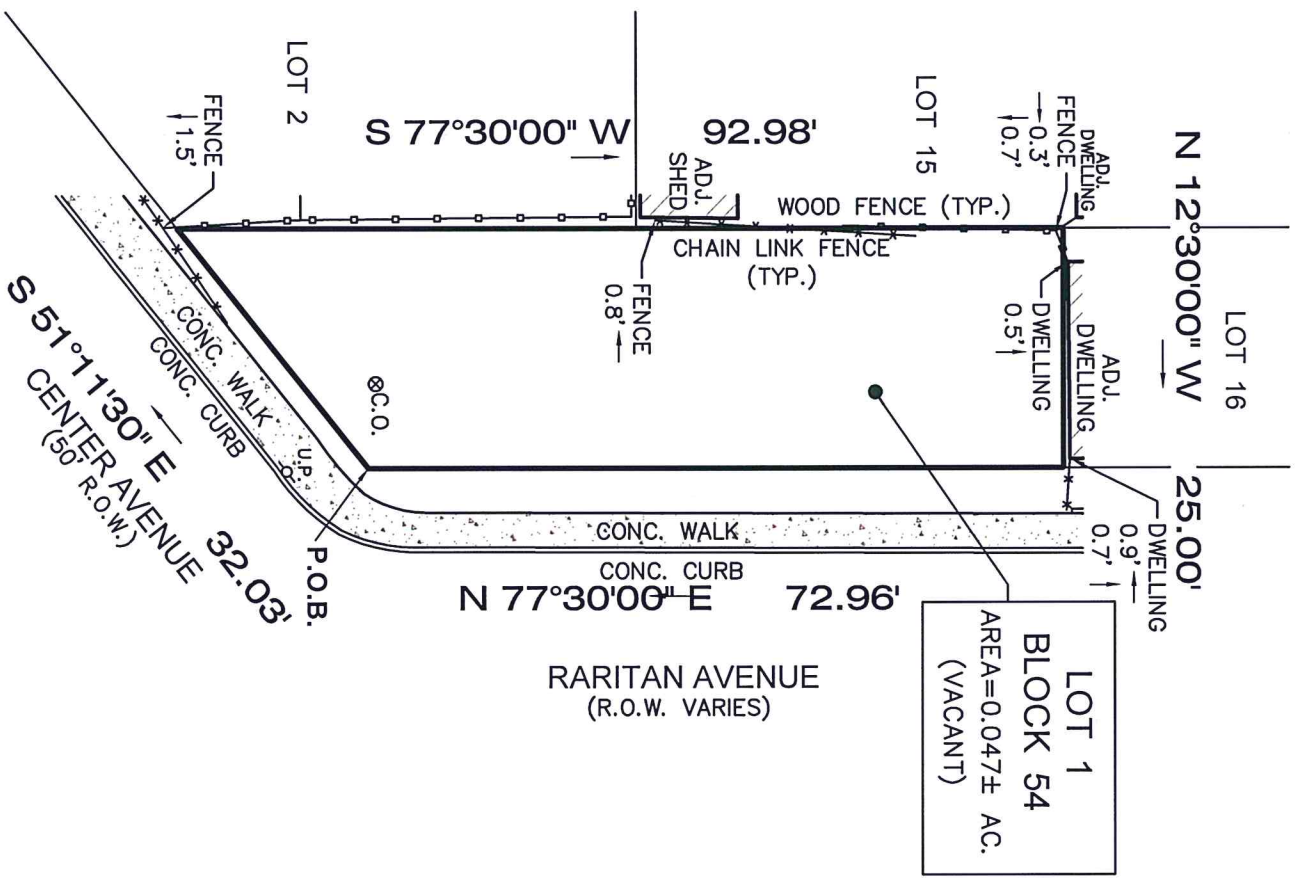 N 12°30'00" W 25.00'
LOT 16
ADJ.
DWELLING
FENCE
0.3'
0.7'
LOT 15
S 77°30'00" W 92.98'
LOT 2
FENCE
1.5'
ADJ.
SHED
WOOD FENCE (TYP.)
CHAIN LINK FENCE
(TYP.)
FENCE
0.8'
DWELLING
0.5'
ADJ.
DWELLING
DWELLING
0.9'
0.7'
C.O.
U.P.
CONC. WALK
CONC. CURB
S 51°11'30" E 32.03'
CENTER AVENUE
(50' R.O.W.)
P.O.B.
CONC. WALK
CONC. CURB
N 77°30'00" E 72.96'
RARITAN AVENUE
(R.O.W. VARIES)
LOT 1
BLOCK 54
AREA=0.047± AC.
(VACANT)